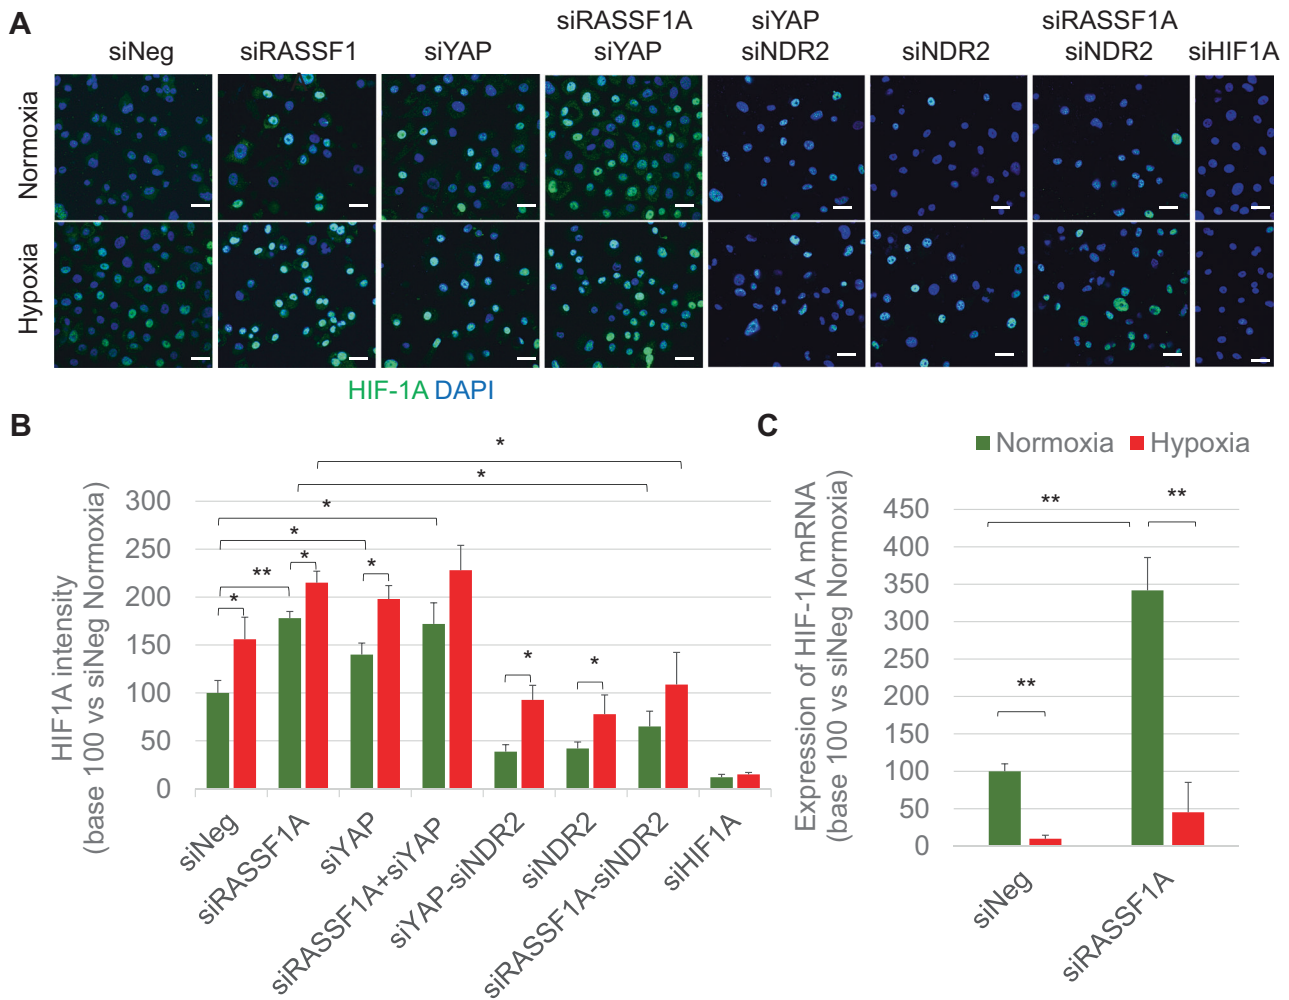 A
siNeg
siRASSF1
siYAP
siRASSF1A
siYAP
siYAP
siNDR2
siNDR2
siRASSF1A
siNDR2
siHIF1A
Normoxia
Hypoxia
HIF-1A DAPI
B
HIF1A intensity
(base 100 vs siNeg Normoxia)
300
250
200
150
100
50
0
*
*
*
*
**
*
*
*
*
*
siNeg
siRASSF1A
siYAP
siRASSF1A+siYAP
siYAP-siNDR2
siNDR2
siRASSF1A-siNDR2
siHIF1A
C
Normoxia Hypoxia
Expression of HIF-1A mRNA
(base 100 vs siNeg Normoxia)
450
400
350
300
250
200
150
100
50
0
**
**
**
siNeg
siRASSF1A